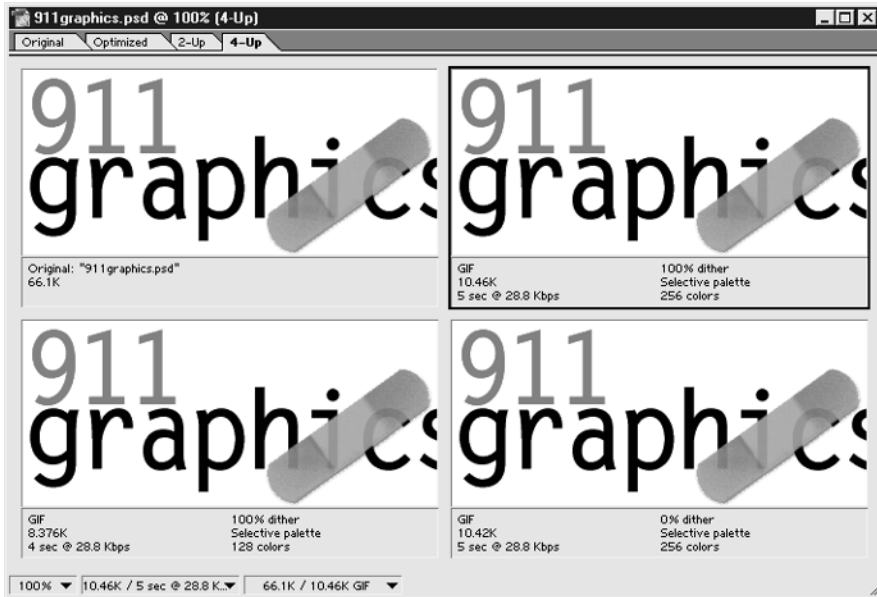 911graphics.psd @ 100% (4-Up)
Original Optimized 2-Up 4-Up
911
graphics
Original: "911graphics.psd"
66.1K
911
graphics
GIF 100% dither
10.46K Selective palette
5 sec @ 28.8 Kbps 256 colors
911
graphics
GIF 100% dither
8.376K Selective palette
4 sec @ 28.8 Kbps 128 colors
911
graphics
GIF 0% dither
10.42K Selective palette
5 sec @ 28.8 Kbps 256 colors
100% 10.46K / 5 sec @ 28.8 K... 66.1K / 10.46K GIF